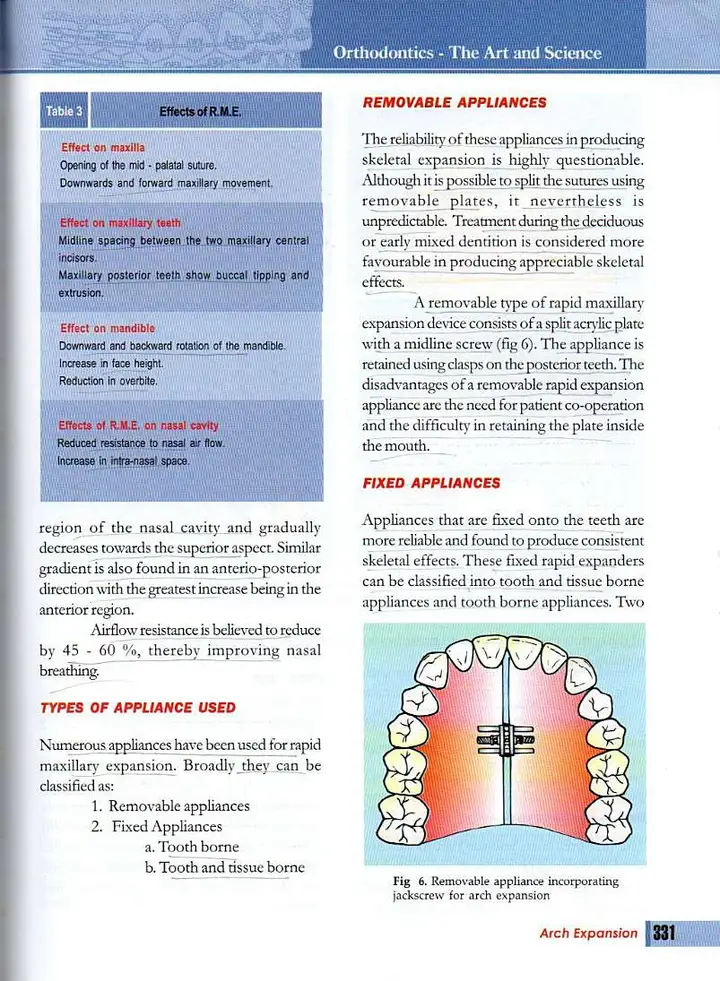 Orthodontics - The Art and Science
Table 3
Effects of R.M.E.
Effect on maxilla
Opening of the mid - palatal suture.
Downwards and forward maxillary movement.
Effect on maxillary teeth
Midline spacing between the two maxillary central
incisors.
Maxillary posterior teeth show buccal tipping and
extrusion.
Effect on mandible
Downward and backward rotation of the mandible.
Increase in face height.
Reduction in overbite.
Effects of R.M.E. on nasal cavity
Reduced resistance to nasal air flow.
Increase in intra-nasal space.
region of the nasal cavity and gradually
decreases towards the superior aspect. Similar
gradient is also found in an anterio-posterior
direction with the greatest increase being in the
anterior region.
Airflow resistance is believed to reduce
by 45 - 60 %, thereby improving nasal
breathing.
TYPES OF APPLIANCE USED
Numerous appliances have been used for rapid
maxillary expansion. Broadly they can be
classified as:
1. Removable appliances
2. Fixed Appliances
a. Tooth borne
b. Tooth and tissue borne
REMOVABLE APPLIANCES
The reliability of these appliances in producing
skeletal expansion is highly questionable.
Although it is possible to split the sutures using
removable plates, it nevertheless is
unpredictable. Treatment during the deciduous
or early mixed dentition is considered more
favourable in producing appreciable skeletal
effects.
A removable type of rapid maxillary
expansion device consists of a split acrylic plate
with a midline screw (fig 6). The appliance is
retained using clasps on the posterior teeth. The
disadvantages of a removable rapid expansion
appliance are the need for patient co-operation
and the difficulty in retaining the plate inside
the mouth.
FIXED APPLIANCES
Appliances that are fixed onto the teeth are
more reliable and found to produce consistent
skeletal effects. These fixed rapid expanders
can be classified into tooth and tissue borne
appliances and tooth borne appliances. Two
Fig 6. Removable appliance incorporating
jackscrew for arch expansion
Arch Expansion 331